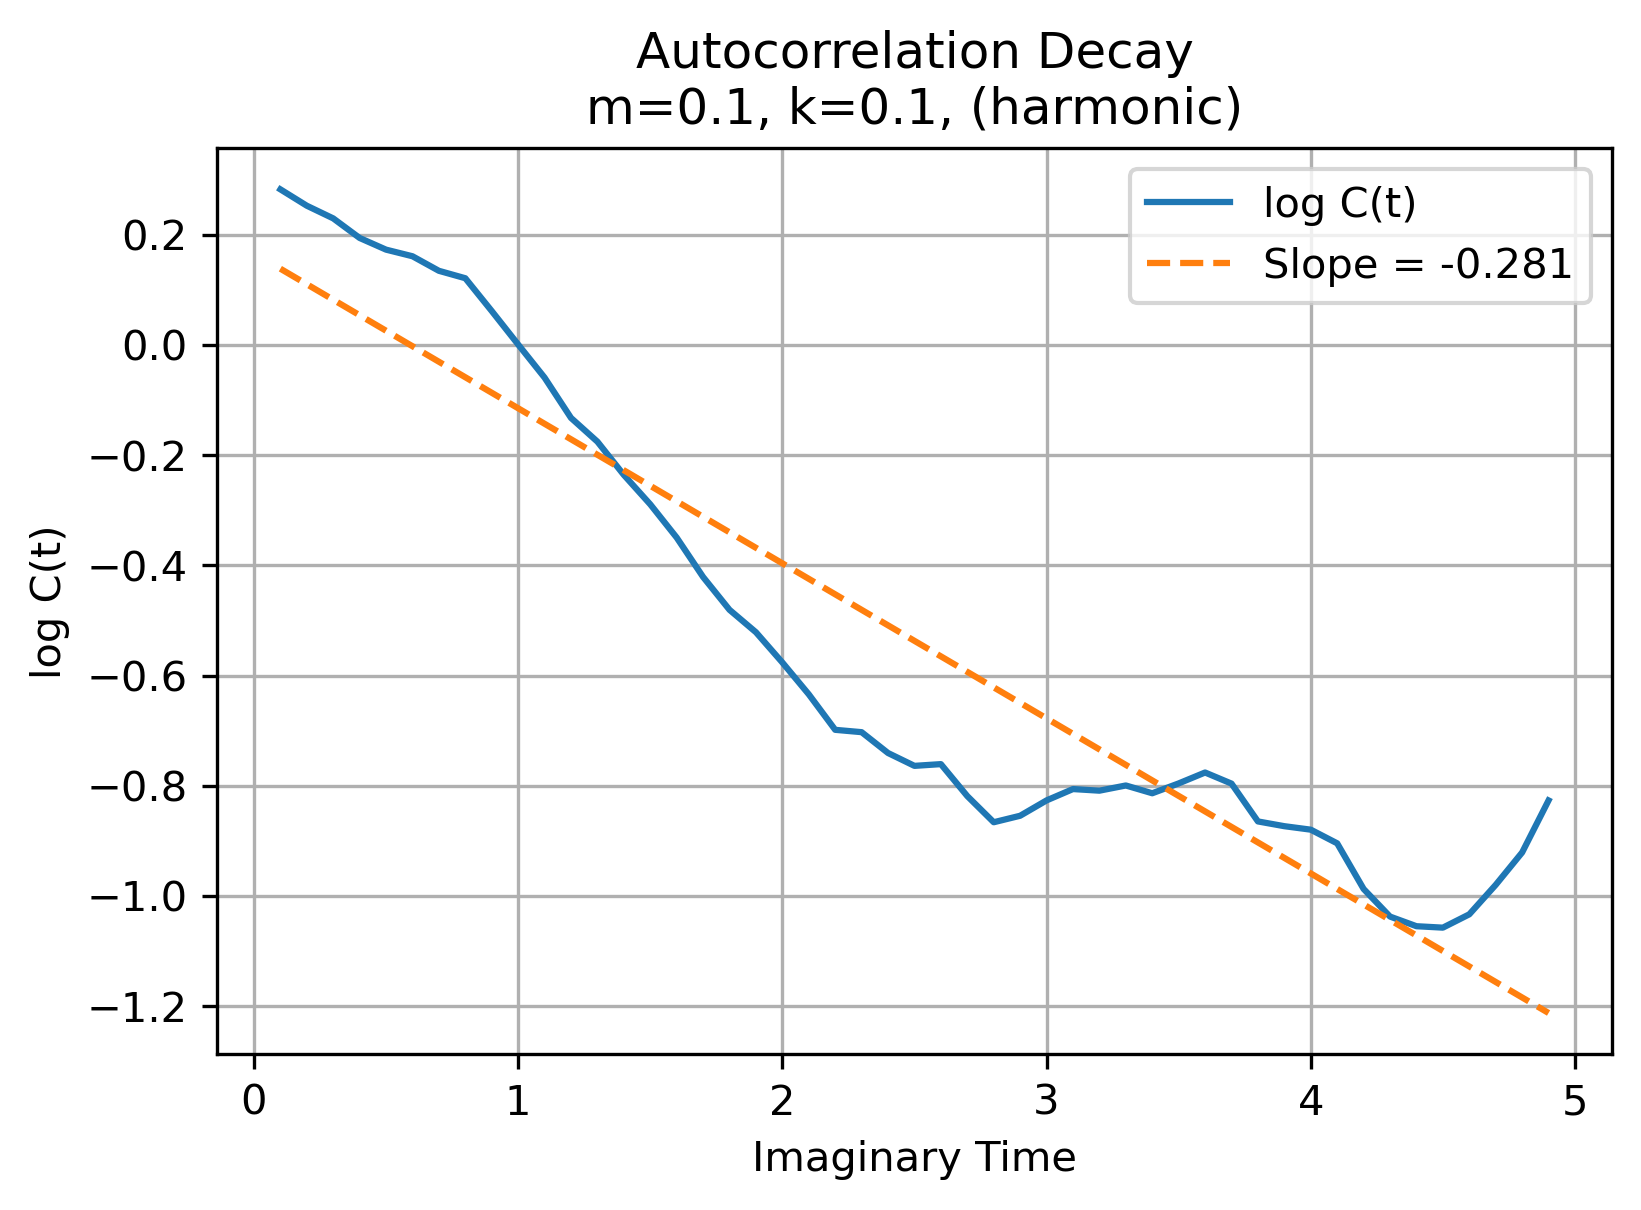 Autocorrelation Decay
m=0.1, k=0.1, (harmonic)
log C(t)
Slope = -0.281
0.2
0.0
−0.2
−0.4
−0.6
−0.8
−1.0
−1.2
log C(t)
0 1 2 3 4 5
Imaginary Time